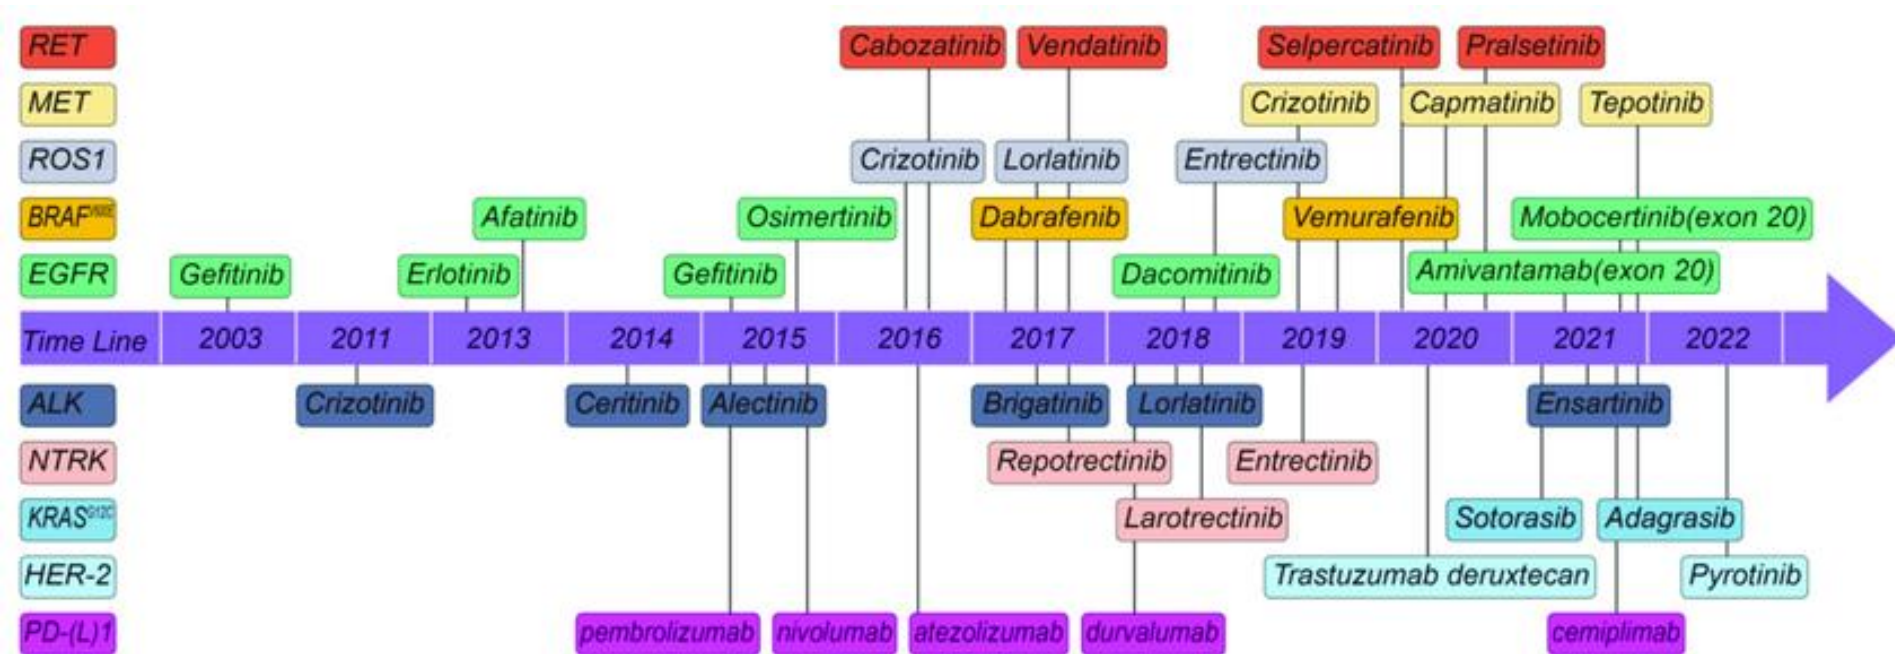 RET Cabozatinib Vendatinib Selpercatinib Pralsetinib
MET Crizotinib Capmatinib Tepotinib
ROS1 Crizotinib Lorlatinib Entrectinib
BRAFV600E Afatinib Osimertinib Dabrafenib Vemurafenib Mobocertinib(exon 20)
EGFR Gefitinib Erlotinib Gefitinib Dacomitinib Amivantamab(exon 20)
Time Line 2003 2011 2013 2014 2015 2016 2017 2018 2019 2020 2021 2022
ALK Crizotinib Ceritinib Alectinib Brigatinib Lorlatinib Ensartinib
NTRK Repotrectinib Entrectinib
KRASG12C Larotrectinib Sotorasib Adagrasib
HER-2 Trastuzumab deruxtecan Pyrotinib
PD-(L)1 pembrolizumab nivolumab atezolizumab durvalumab cemiplimab